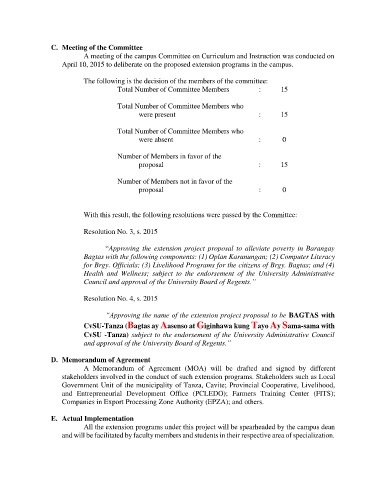 C. Meeting of the Committee
A meeting of the campus Committee on Curriculum and Instruction was conducted on
April 10, 2015 to deliberate on the proposed extension programs in the campus.
The following is the decision of the members of the committee:
Total Number of Committee Members : 15
Total Number of Committee Members who
were present : 15
Total Number of Committee Members who
were absent : 0
Number of Members in favor of the
proposal : 15
Number of Members not in favor of the
proposal : 0
With this result, the following resolutions were passed by the Committee:
Resolution No. 3, s. 2015
"Approving the extension project proposal to alleviate poverty in Barangay
Bagtas with the following components: (1) Oplan Karunungan; (2) Computer Literacy
for Brgy. Officials; (3) Livelihood Programs for the citizens of Brgy. Bagtas; and (4)
Health and Wellness; subject to the endorsement of the University Administrative
Council and approval of the University Board of Regents."
Resolution No. 4, s. 2015
"Approving the name of the extension project proposal to be BAGTAS with
CvSU-Tanza (Bagtas ay Aasenso at Giginhawa kung Tayo Ay Sama-sama with
CvSU -Tanza) subject to the endorsement of the University Administrative Council
and approval of the University Board of Regents."
D. Memorandum of Agreement
A Memorandum of Agreement (MOA) will be drafted and signed by different
stakeholders involved in the conduct of such extension programs. Stakeholders such as Local
Government Unit of the municipality of Tanza, Cavite; Provincial Cooperative, Livelihood,
and Entrepreneurial Development Office (PCLEDO); Farmers Training Center (FITS);
Companies in Export Processing Zone Authority (EPZA); and others.
E. Actual Implementation
All the extension programs under this project will be spearheaded by the campus dean
and will be facilitated by faculty members and students in their respective area of specialization.